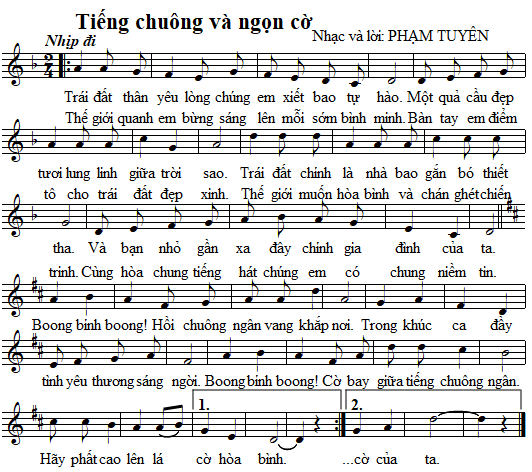 Tiếng chuông và ngọn cờ
Nhịp đi
Nhạc và lời: PHẠM TUYÊN
Trái đất thân yêu lòng chúng em xiết bao tự hào. Một quả cầu đẹp
Thế giới quanh em bừng sáng lên mỗi sớm bình minh. Bàn tay em điểm
tươi lung linh giữa trời sao. Trái đất chính là nhà bao gắn bó thiết
tô cho trái đất đẹp xinh. Thế giới muốn hòa bình và chán ghét chiến
tha. Và bạn nhỏ gần xa đây chính gia đình của ta.
trinh. Cùng hòa chung tiếng hát chúng em có chung niềm tin.
Boong binh boong! Hồi chuông ngân vang khắp nơi. Trong khúc ca đầy
tình yêu thương sáng ngời. Boong binh boong! Cờ bay giữa tiếng chuông ngân.
1.
2.
Hãy phất cao lên lá cờ hòa bình. ...cờ của ta.